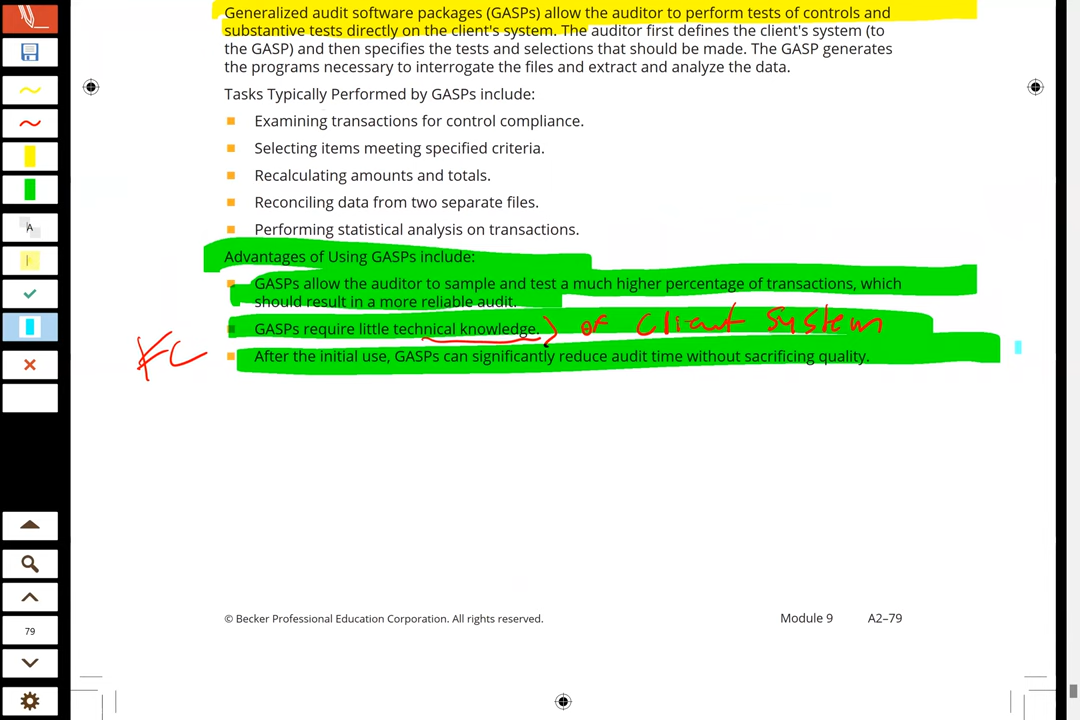 Generalized audit software packages (GASPs) allow the auditor to perform tests of controls and
substantive tests directly on the client's system. The auditor first defines the client's system (to
the GASP) and then specifies the tests and selections that should be made. The GASP generates
the programs necessary to interrogate the files and extract and analyze the data.
Tasks Typically Performed by GASPs include:
Examining transactions for control compliance.
Selecting items meeting specified criteria.
Recalculating amounts and totals.
Reconciling data from two separate files.
Performing statistical analysis on transactions.
Advantages of Using GASPs include:
GASPs allow the auditor to sample and test a much higher percentage of transactions, which
should result in a more reliable audit.
GASPs require little technical knowledge. } of Client System
After the initial use, GASPs can significantly reduce audit time without sacrificing quality.
A
79
© Becker Professional Education Corporation. All rights reserved. Module 9 A2–79